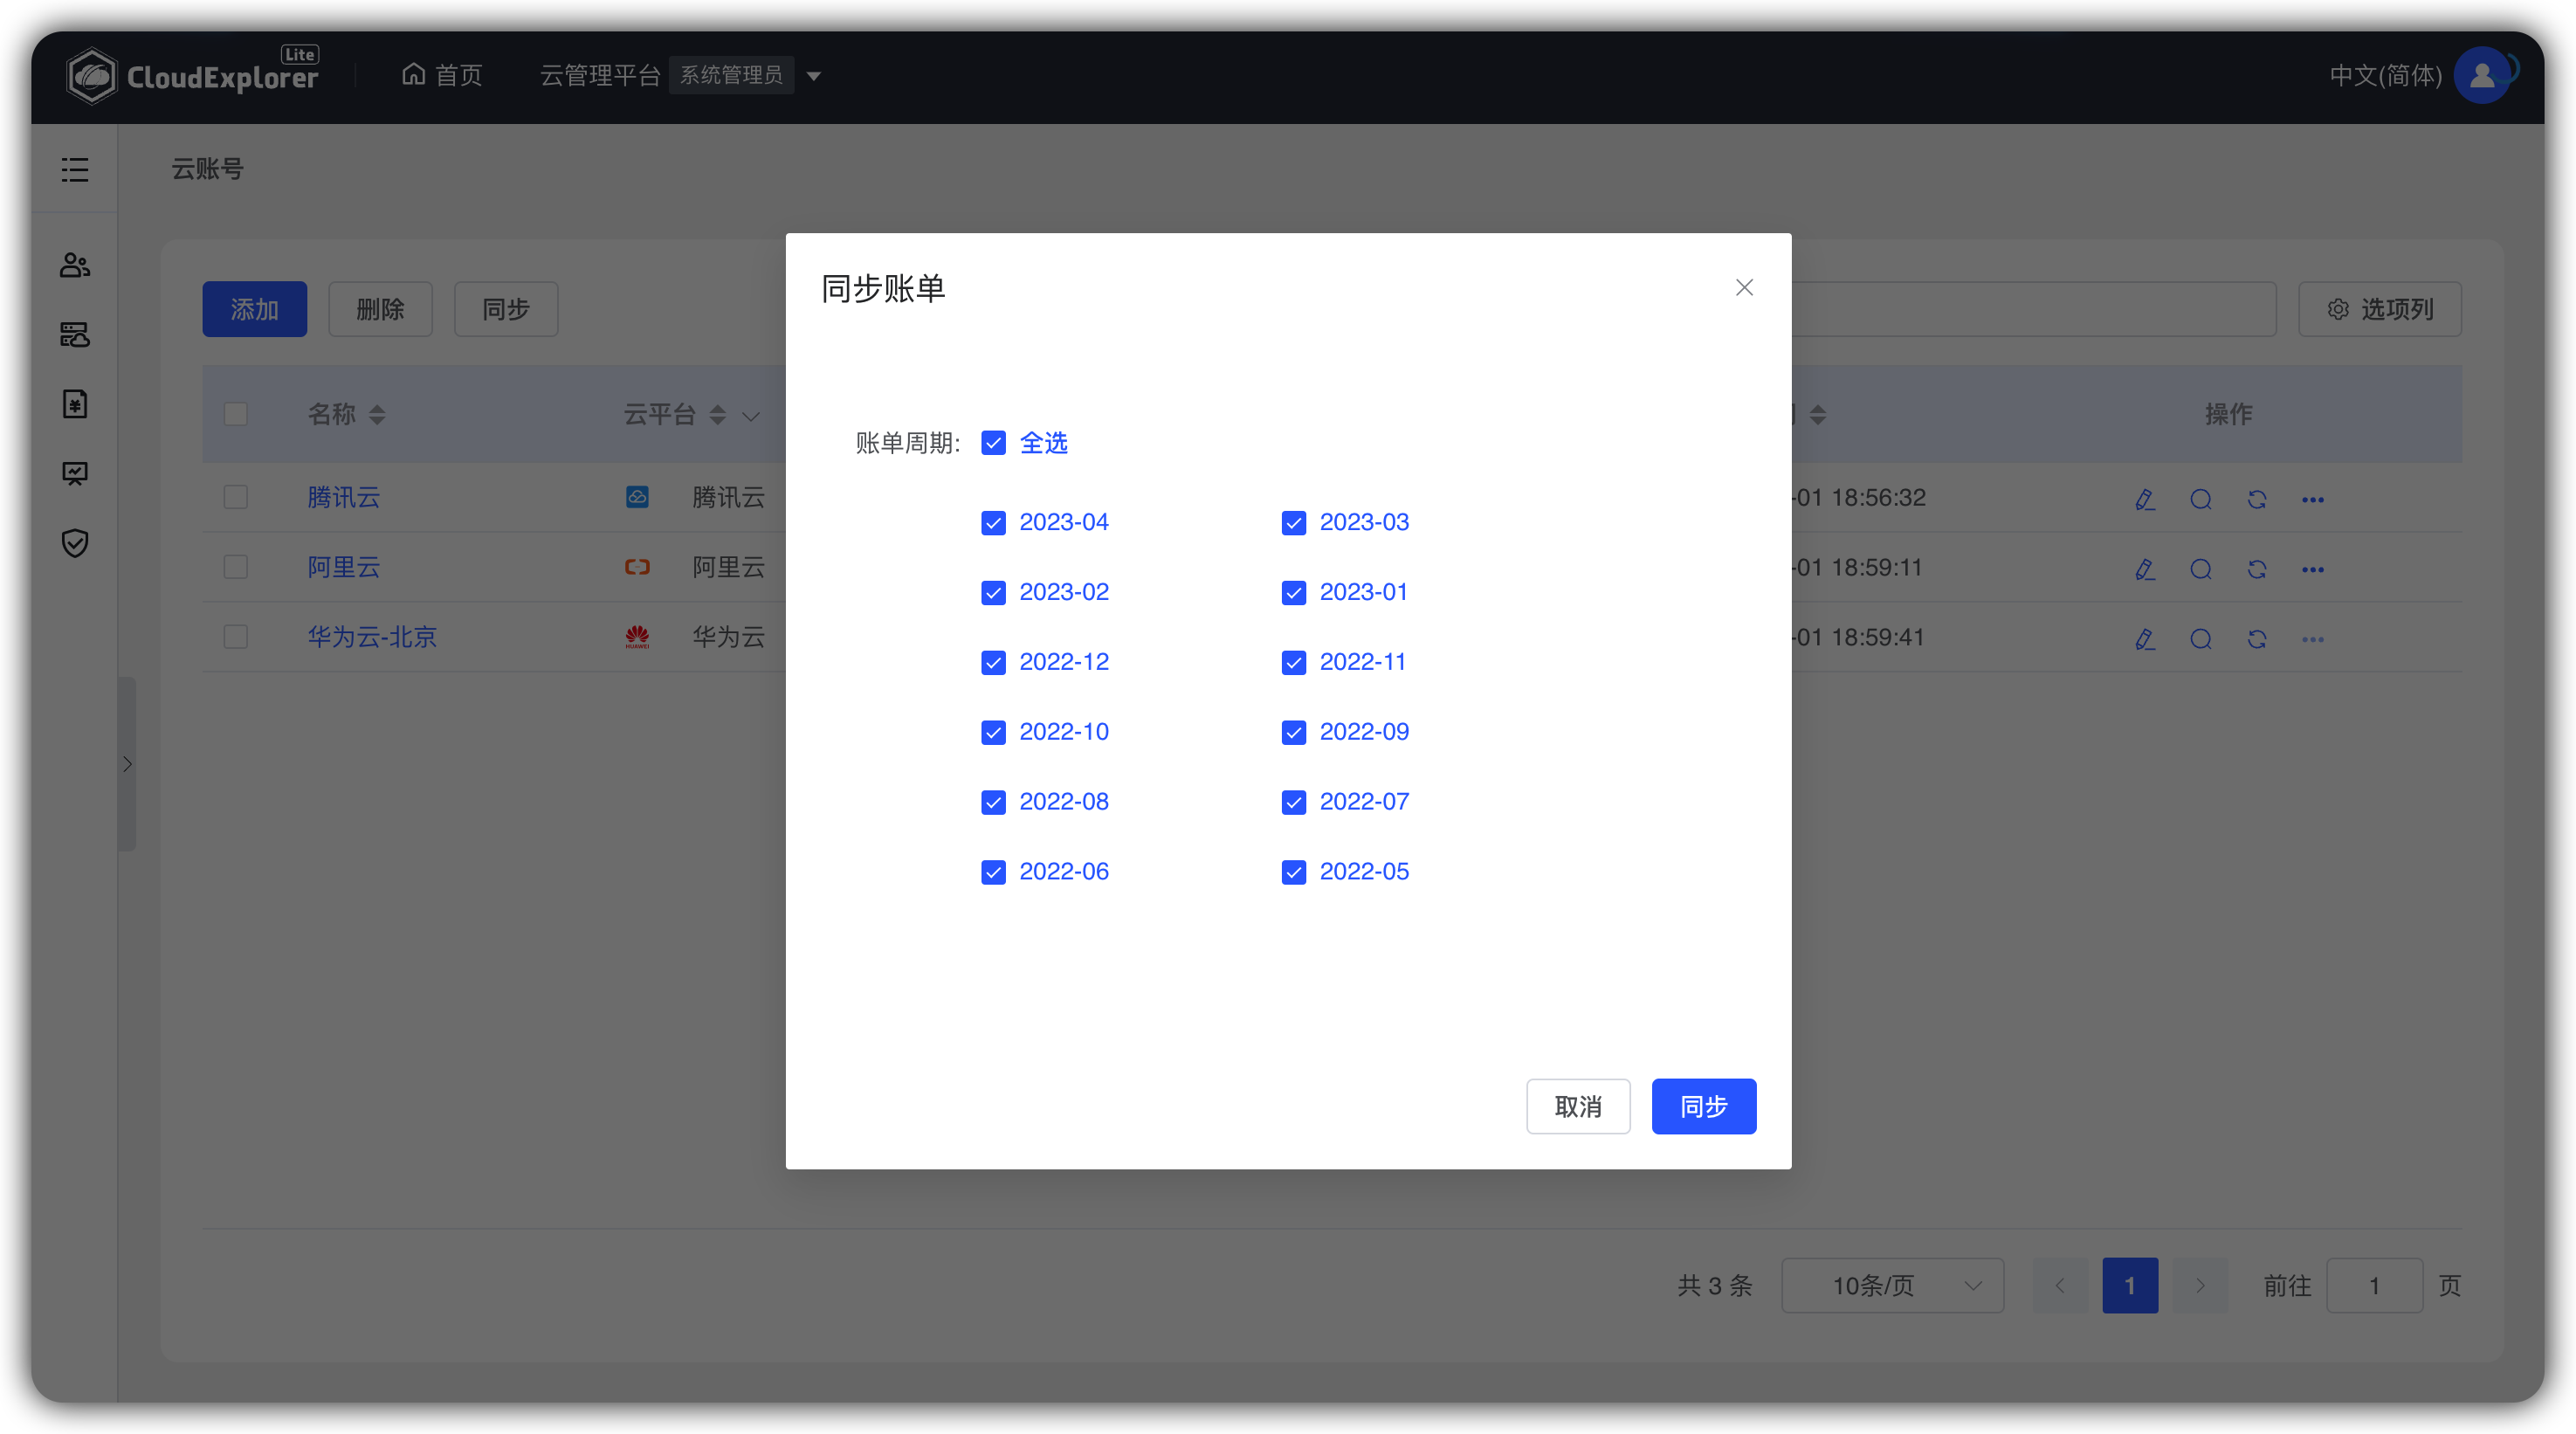 CloudExplorer Lite 首页 云管理平台 系统管理员 中文(简体)
云账号
同步账单
添加 删除 同步 选项列
名称 云平台 操作
账单周期: 全选
腾讯云 腾讯云 -01 18:56:32
2023-04 2023-03
阿里云 阿里云 -01 18:59:11
2023-02 2023-01
华为云-北京 HUAWEI 华为云 -01 18:59:41
2022-12 2022-11
2022-10 2022-09
2022-08 2022-07
2022-06 2022-05
取消 同步
共 3 条 10条/页 1 前往 1 页